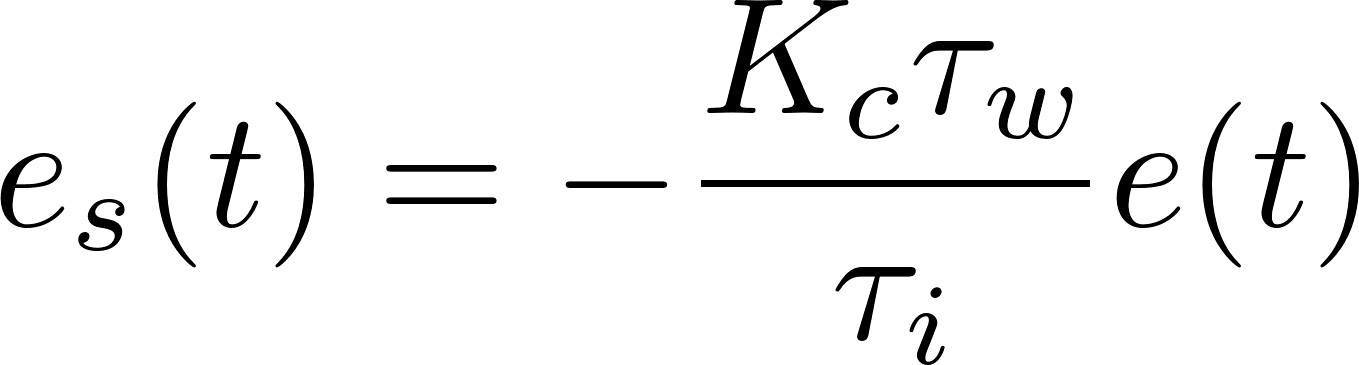 $e_s(t) = -\frac{K_c \tau_w}{\tau_i} e(t)$